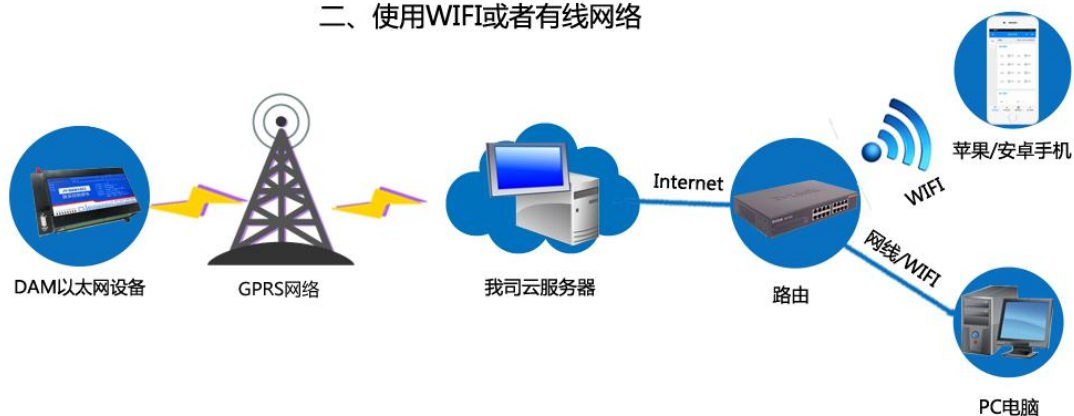 二、使用WIFI或者有线网络
苹果/安卓手机
Internet
WIFI
网线/WIFI
DAM以太网设备
GPRS网络
我司云服务器
路由
PC电脑